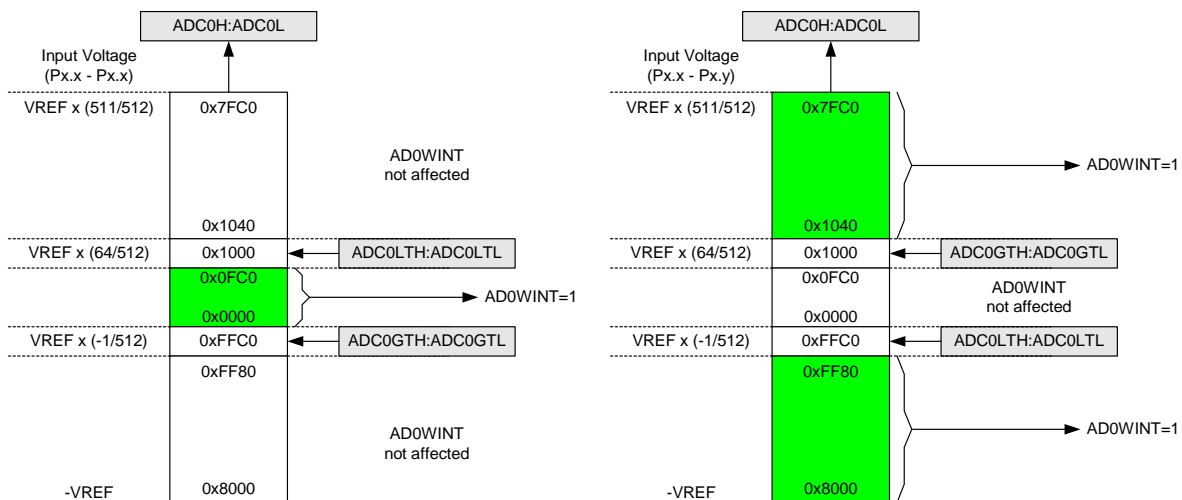 ADC0H:ADC0L
Input Voltage
(Px.x - Px.x)
VREF x (511/512)
0x7FC0
AD0WINT
not affected
0x1040
VREF x (64/512)
0x1000
ADC0LTH:ADC0LTL
0x0FC0
AD0WINT=1
0x0000
VREF x (-1/512)
0xFFC0
ADC0GTH:ADC0GTL
0xFF80
AD0WINT
not affected
-VREF
0x8000
ADC0H:ADC0L
Input Voltage
(Px.x - Px.y)
VREF x (511/512)
0x7FC0
AD0WINT=1
0x1040
VREF x (64/512)
0x1000
ADC0GTH:ADC0GTL
0x0FC0
AD0WINT
not affected
0x0000
VREF x (-1/512)
0xFFC0
ADC0LTH:ADC0LTL
0xFF80
AD0WINT=1
-VREF
0x8000